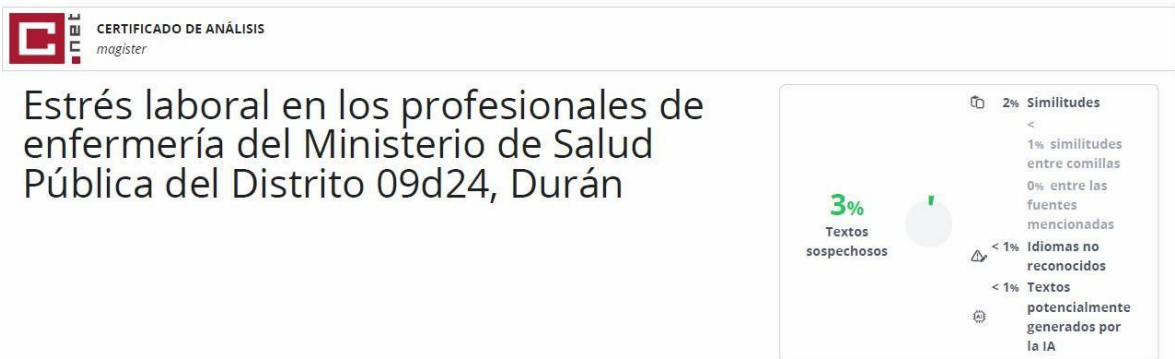 C
.net
CERTIFICADO DE ANÁLISIS
magister
Estrés laboral en los profesionales de
enfermería del Ministerio de Salud
Pública del Distrito 09d24, Durán
3%
Textos
sospechosos
2% Similitudes
<
1% similitudes
entre comillas
0% entre las
fuentes
mencionadas
< 1% Idiomas no
reconocidos
< 1% Textos
potencialmente
generados por
la IA
AI